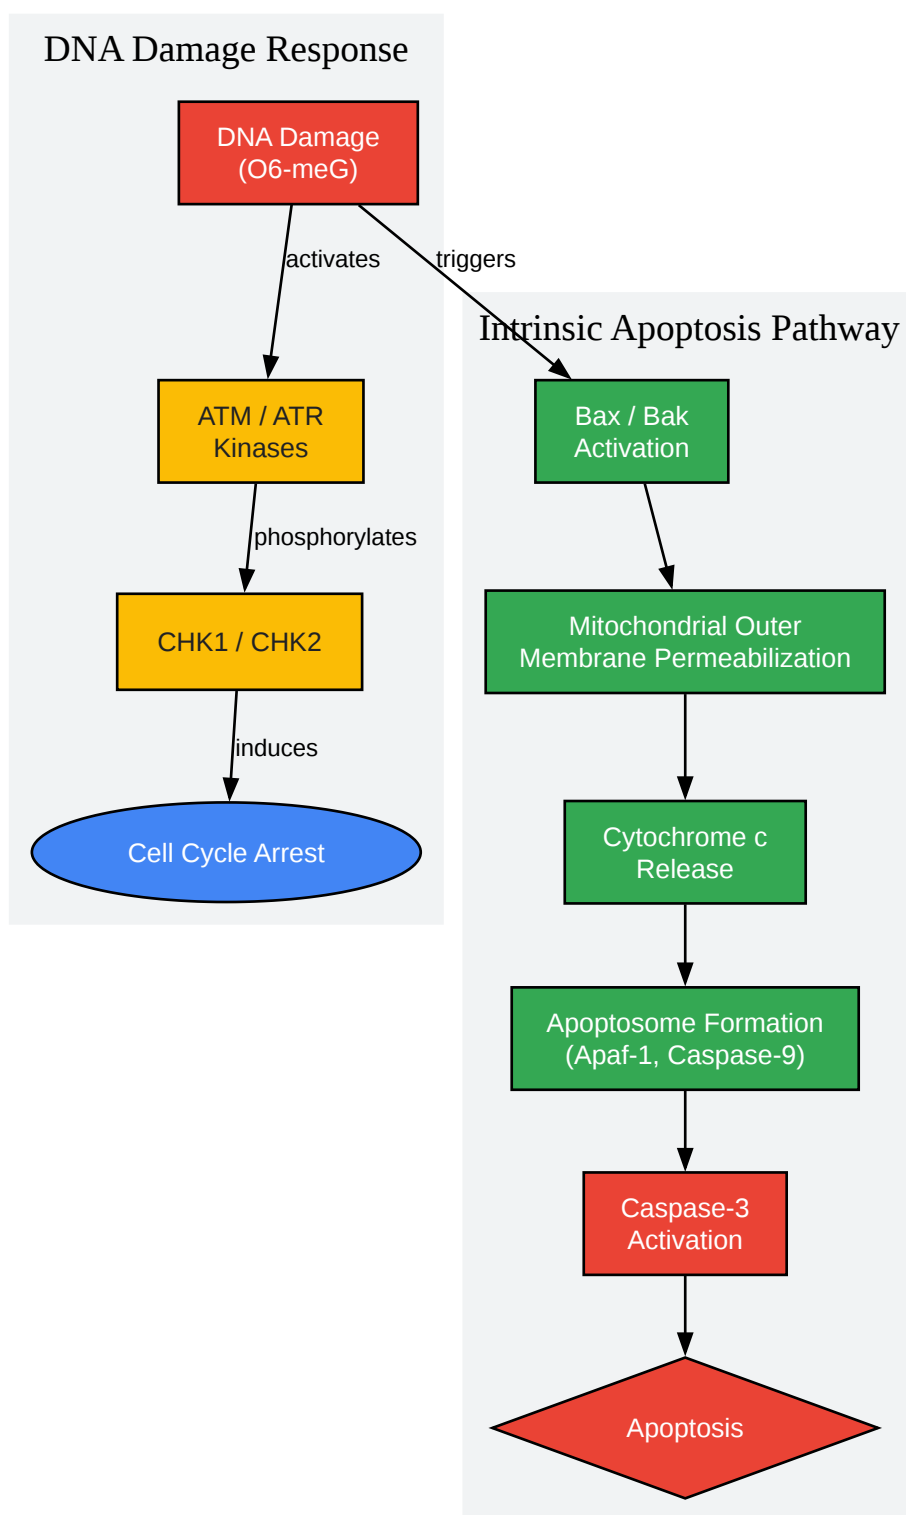 DNA Damage Response
DNA Damage
(O6-meG)
activates
triggers
Intrinsic Apoptosis Pathway
ATM / ATR
Kinases
Bax / Bak
Activation
phosphorylates
CHK1 / CHK2
Mitochondrial Outer
Membrane Permeabilization
induces
Cell Cycle Arrest
Cytochrome c
Release
Apoptosome Formation
(Apaf-1, Caspase-9)
Caspase-3
Activation
Apoptosis